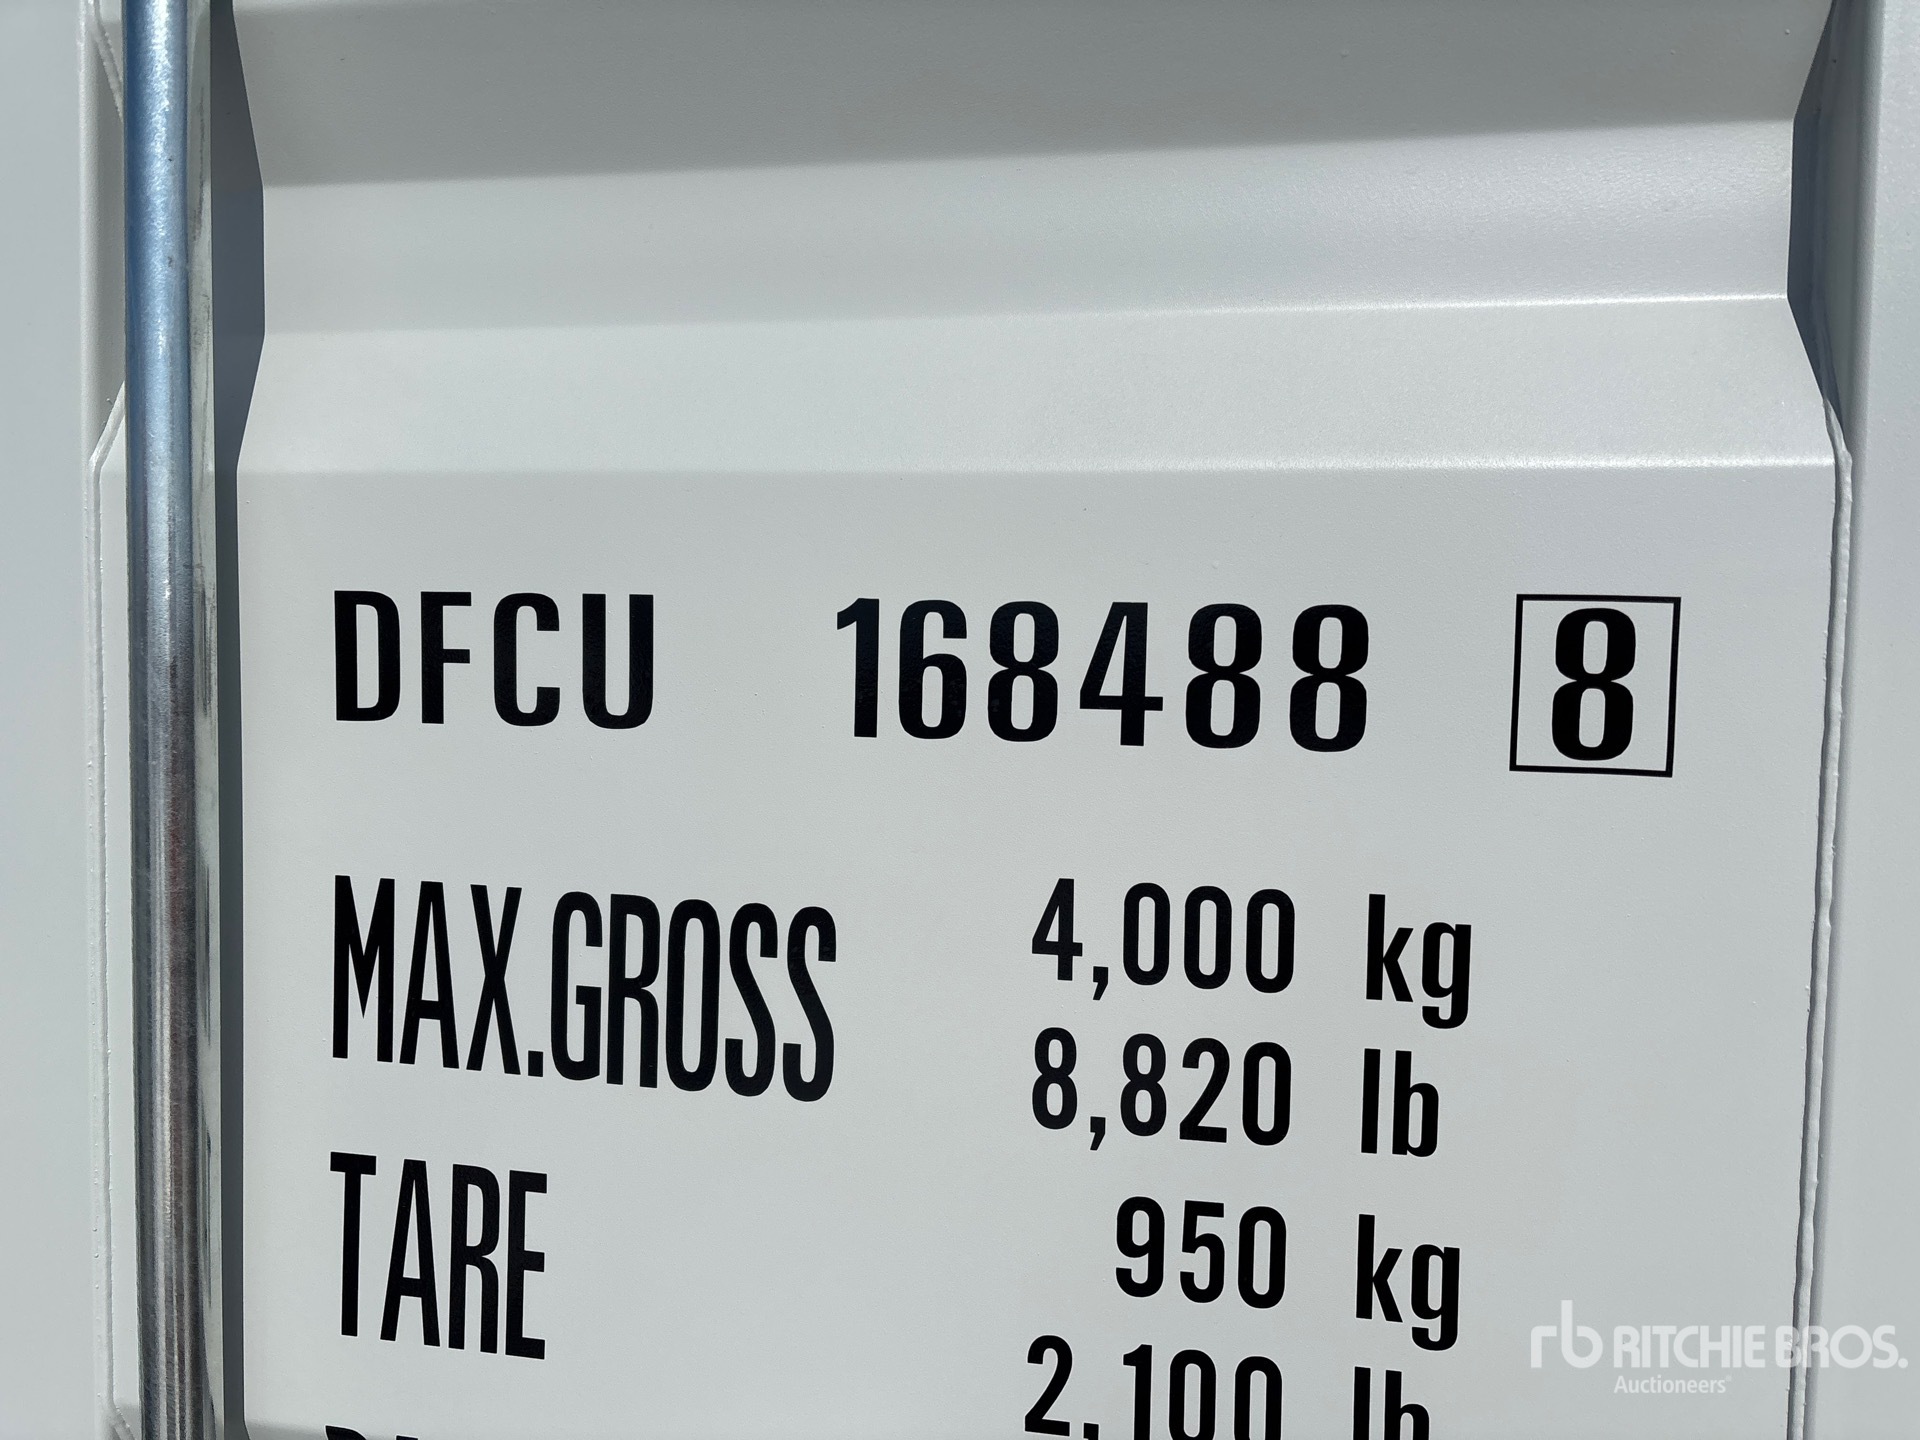 DFCU 168488 8
MAX.GROSS 4,000 kg
8,820 lb
TARE 950 kg
2,100 lb
rb RITCHIE BROS.
Auctioneers